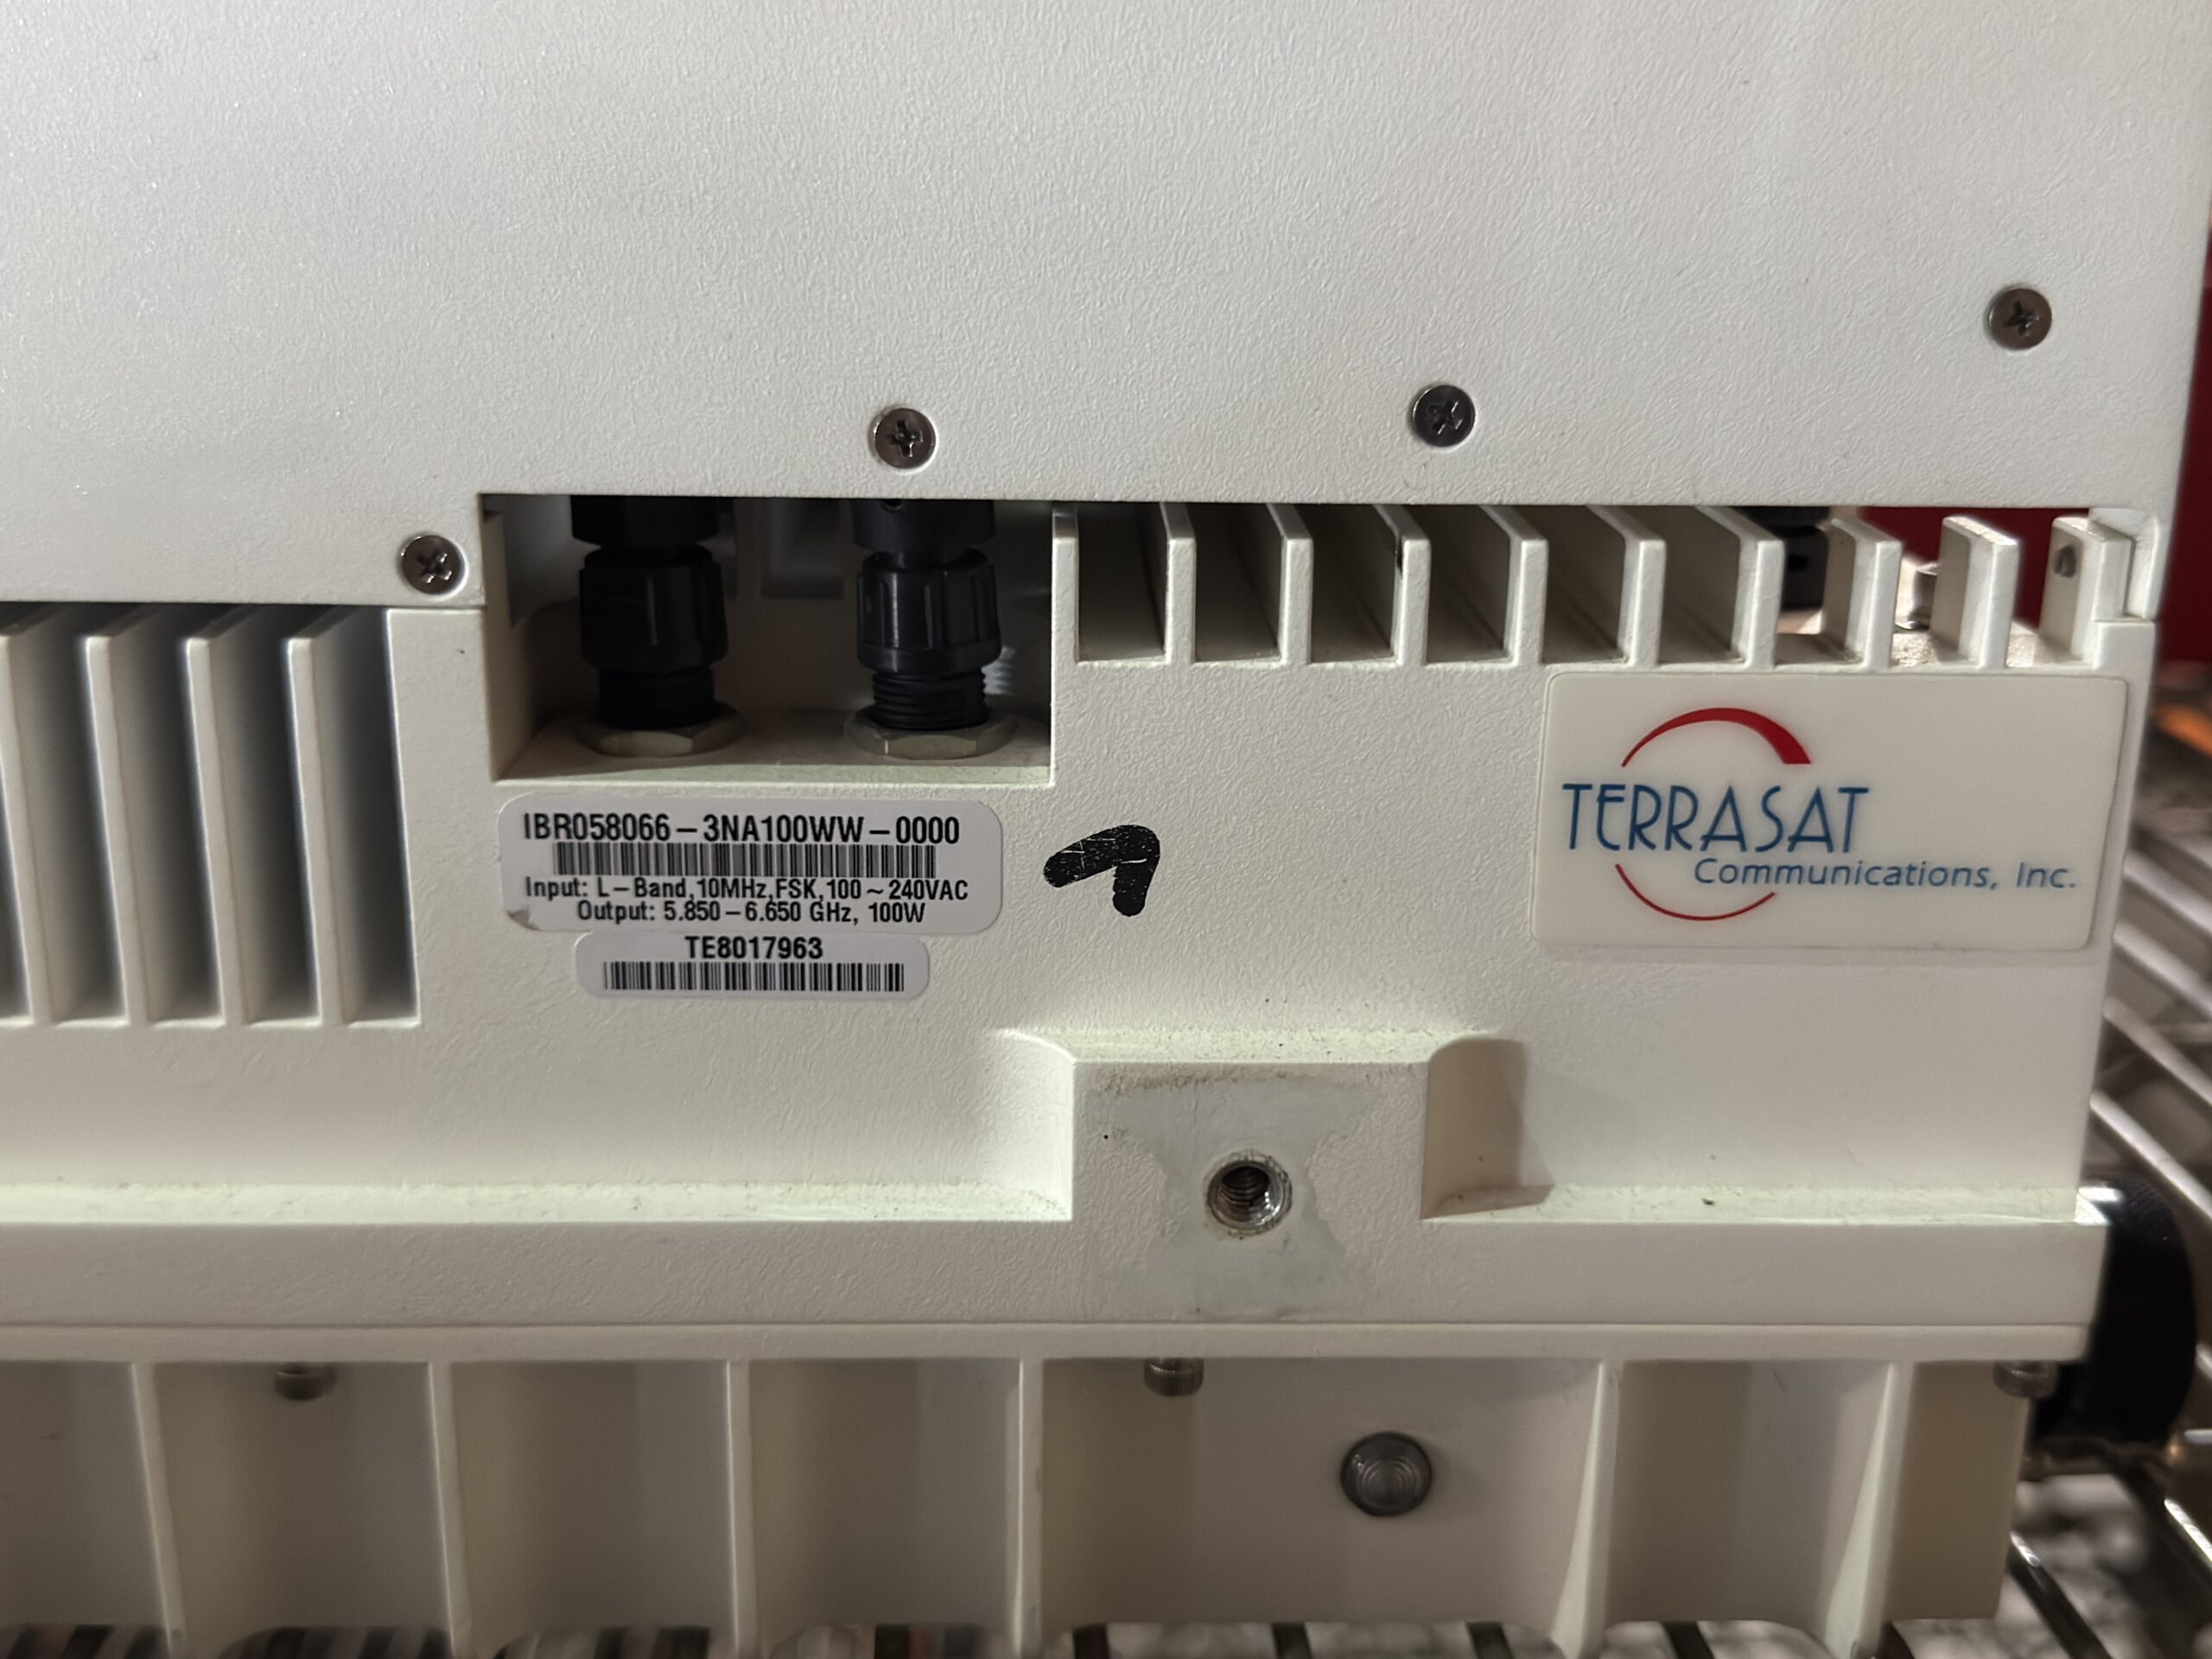 IBR058066-3NA100WW-0000
Input: L-Band,10MHz,FSK,100~240VAC
Output: 5.850-6.650 GHz, 100W
TE8017963
1
TERRASAT
Communications, Inc.